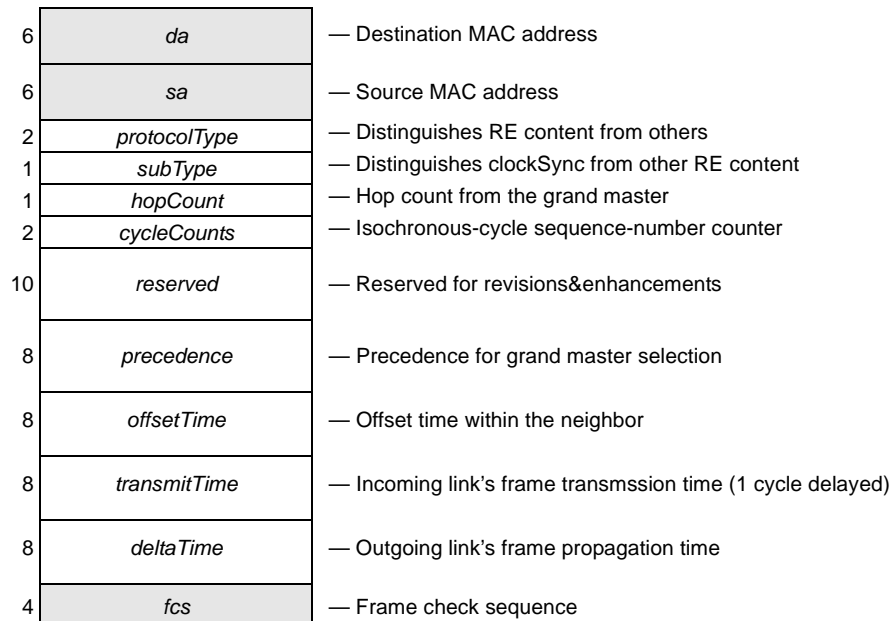 6 da — Destination MAC address
6 sa — Source MAC address
2 protocolType — Distinguishes RE content from others
1 subType — Distinguishes clockSync from other RE content
1 hopCount — Hop count from the grand master
2 cycleCounts — Isochronous-cycle sequence-number counter
10 reserved — Reserved for revisions&enhancements
8 precedence — Precedence for grand master selection
8 offsetTime — Offset time within the neighbor
8 transmitTime — Incoming link’s frame transmssion time (1 cycle delayed)
8 deltaTime — Outgoing link’s frame propagation time
4 fcs — Frame check sequence